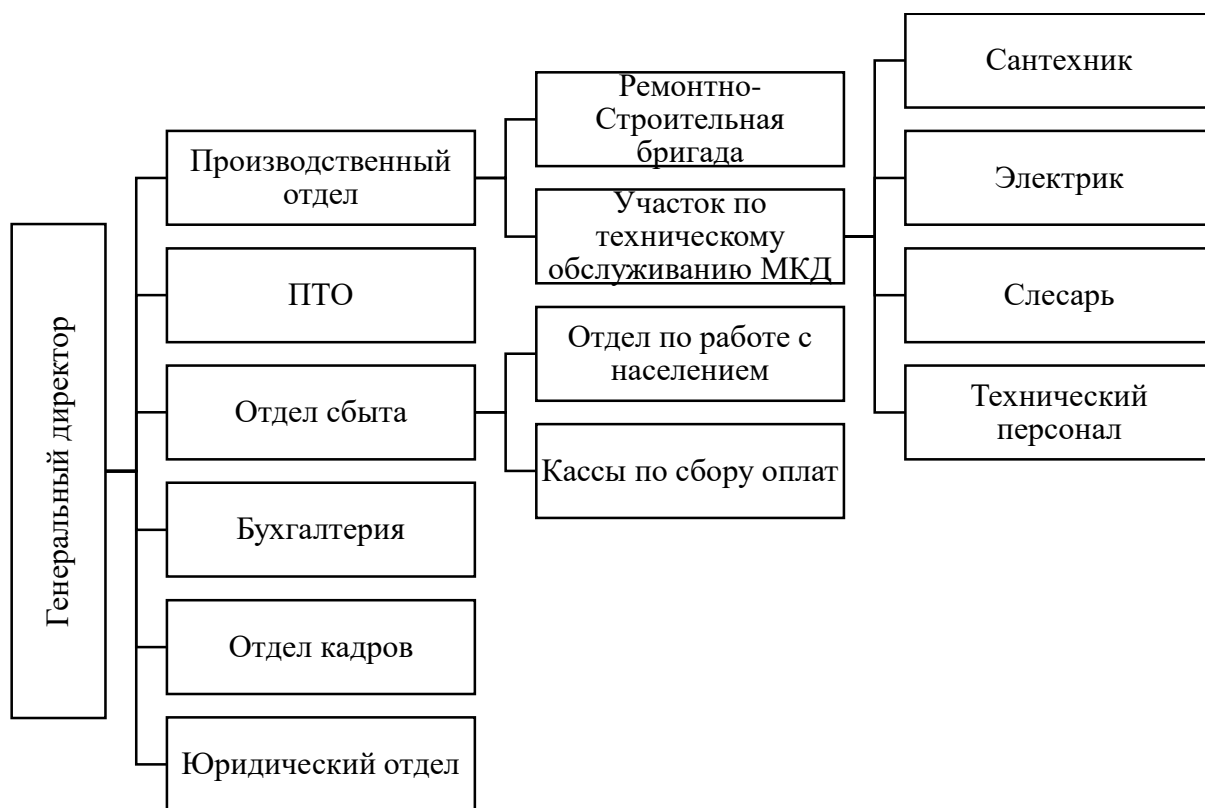 Генеральный директор
Производственный
отдел
ПТО
Отдел сбыта
Бухгалтерия
Отдел кадров
Юридический отдел
Ремонтно-
Строительная
бригада
Участок по
техническому
обслуживанию МКД
Отдел по работе с
населением
Кассы по сбору оплат
Сантехник
Электрик
Слесарь
Технический
персонал